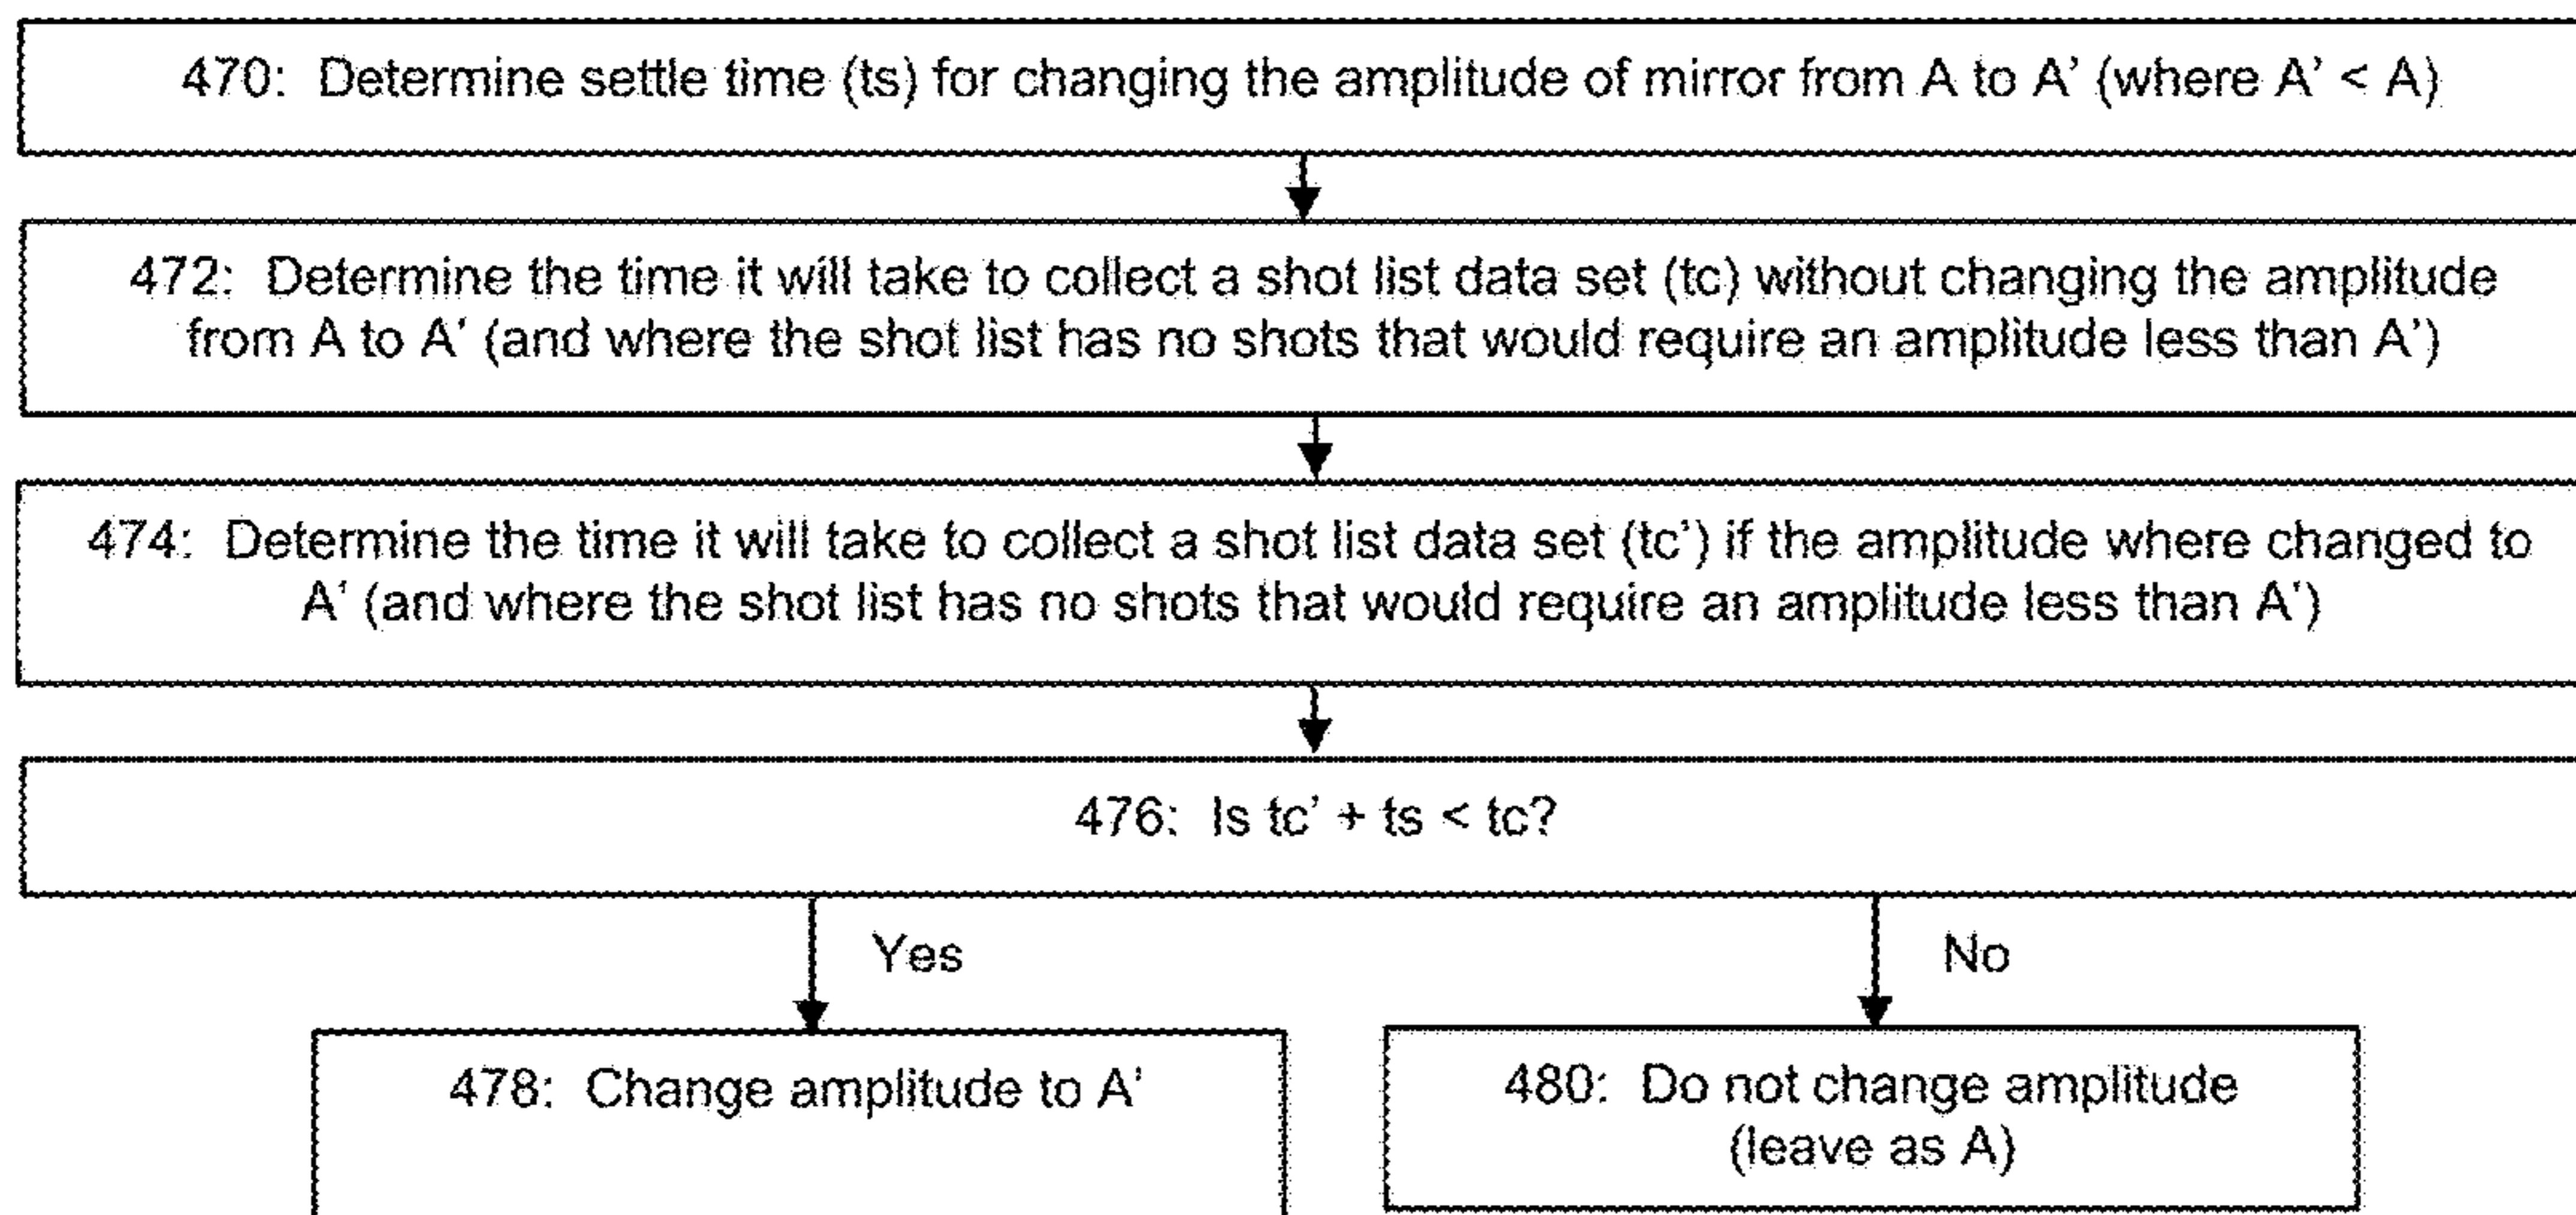 470: Determine settle time (ts) for changing the amplitude of mirror from A to A’ (where A’ < A)
472: Determine the time it will take to collect a shot list data set (tc) without changing the amplitude
from A to A’ (and where the shot list has no shots that would require an amplitude less than A’)
474: Determine the time it will take to collect a shot list data set (tc’) if the amplitude where changed to
A’ (and where the shot list has no shots that would require an amplitude less than A’)
476: Is tc’ + ts < tc?
Yes
No
478: Change amplitude to A’
480: Do not change amplitude
(leave as A)